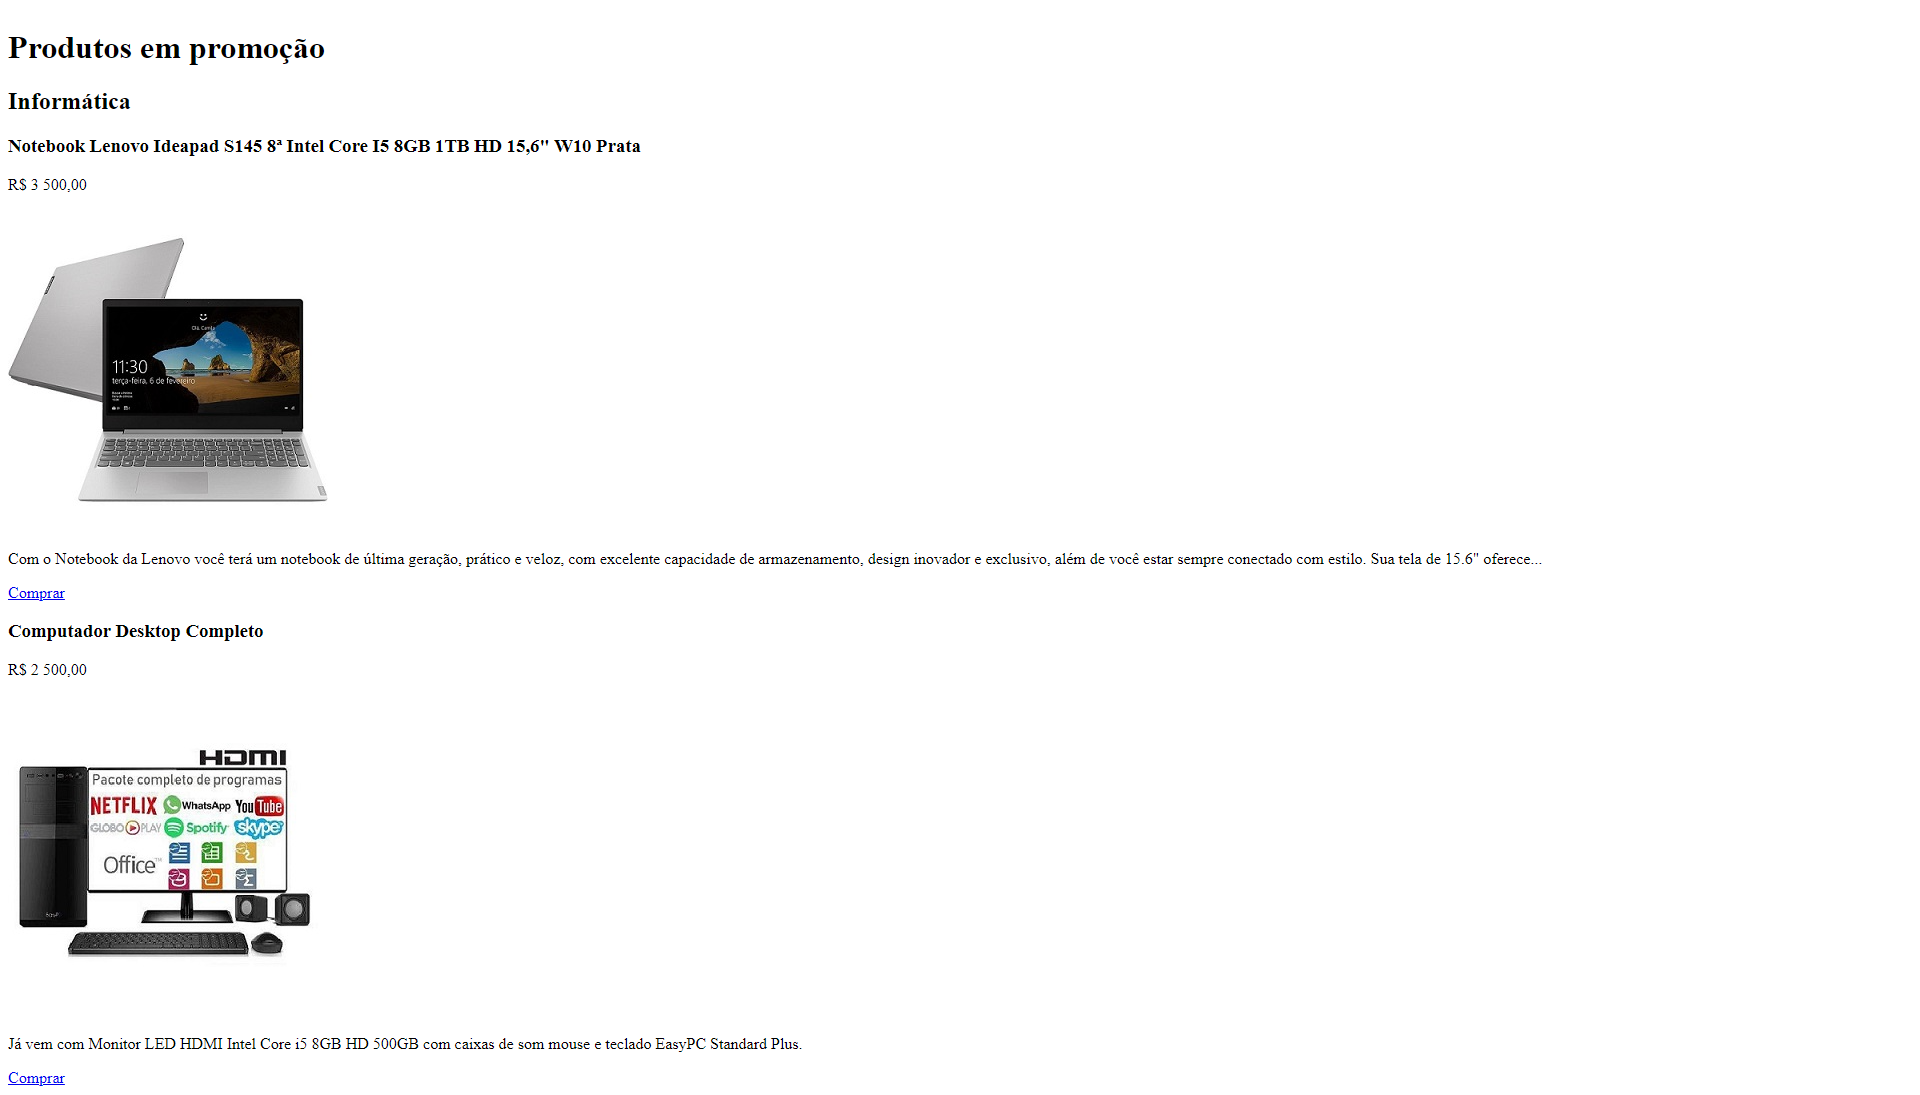 Produtos em promoção
Informática
Notebook Lenovo Ideapad S145 8ª Intel Core I5 8GB 1TB HD 15,6" W10 Prata
R$ 3 500,00
Olá, Camila
11:30
terça-feira, 6 de fevereiro
Com o Notebook da Lenovo você terá um notebook de última geração, prático e veloz, com excelente capacidade de armazenamento, design inovador e exclusivo, além de você estar sempre conectado com estilo. Sua tela de 15.6" oferece...
Comprar
Computador Desktop Completo
R$ 2 500,00
HDMI
Pacote completo de programas
NETFLIX WhatsApp YouTube
GLOBO PLAY Spotify skype
Office
Já vem com Monitor LED HDMI Intel Core i5 8GB HD 500GB com caixas de som mouse e teclado EasyPC Standard Plus.
Comprar